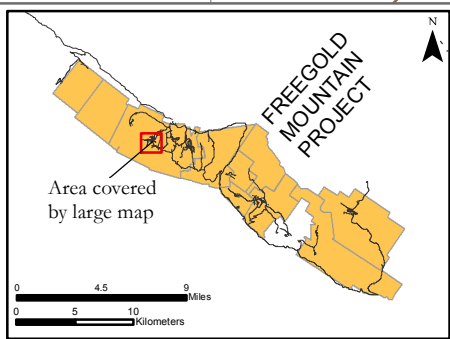 N
FREEGOLD
MOUNTAIN
PROJECT
Area covered
by large map
0 4.5 9
Miles
0 5 10
Kilometers